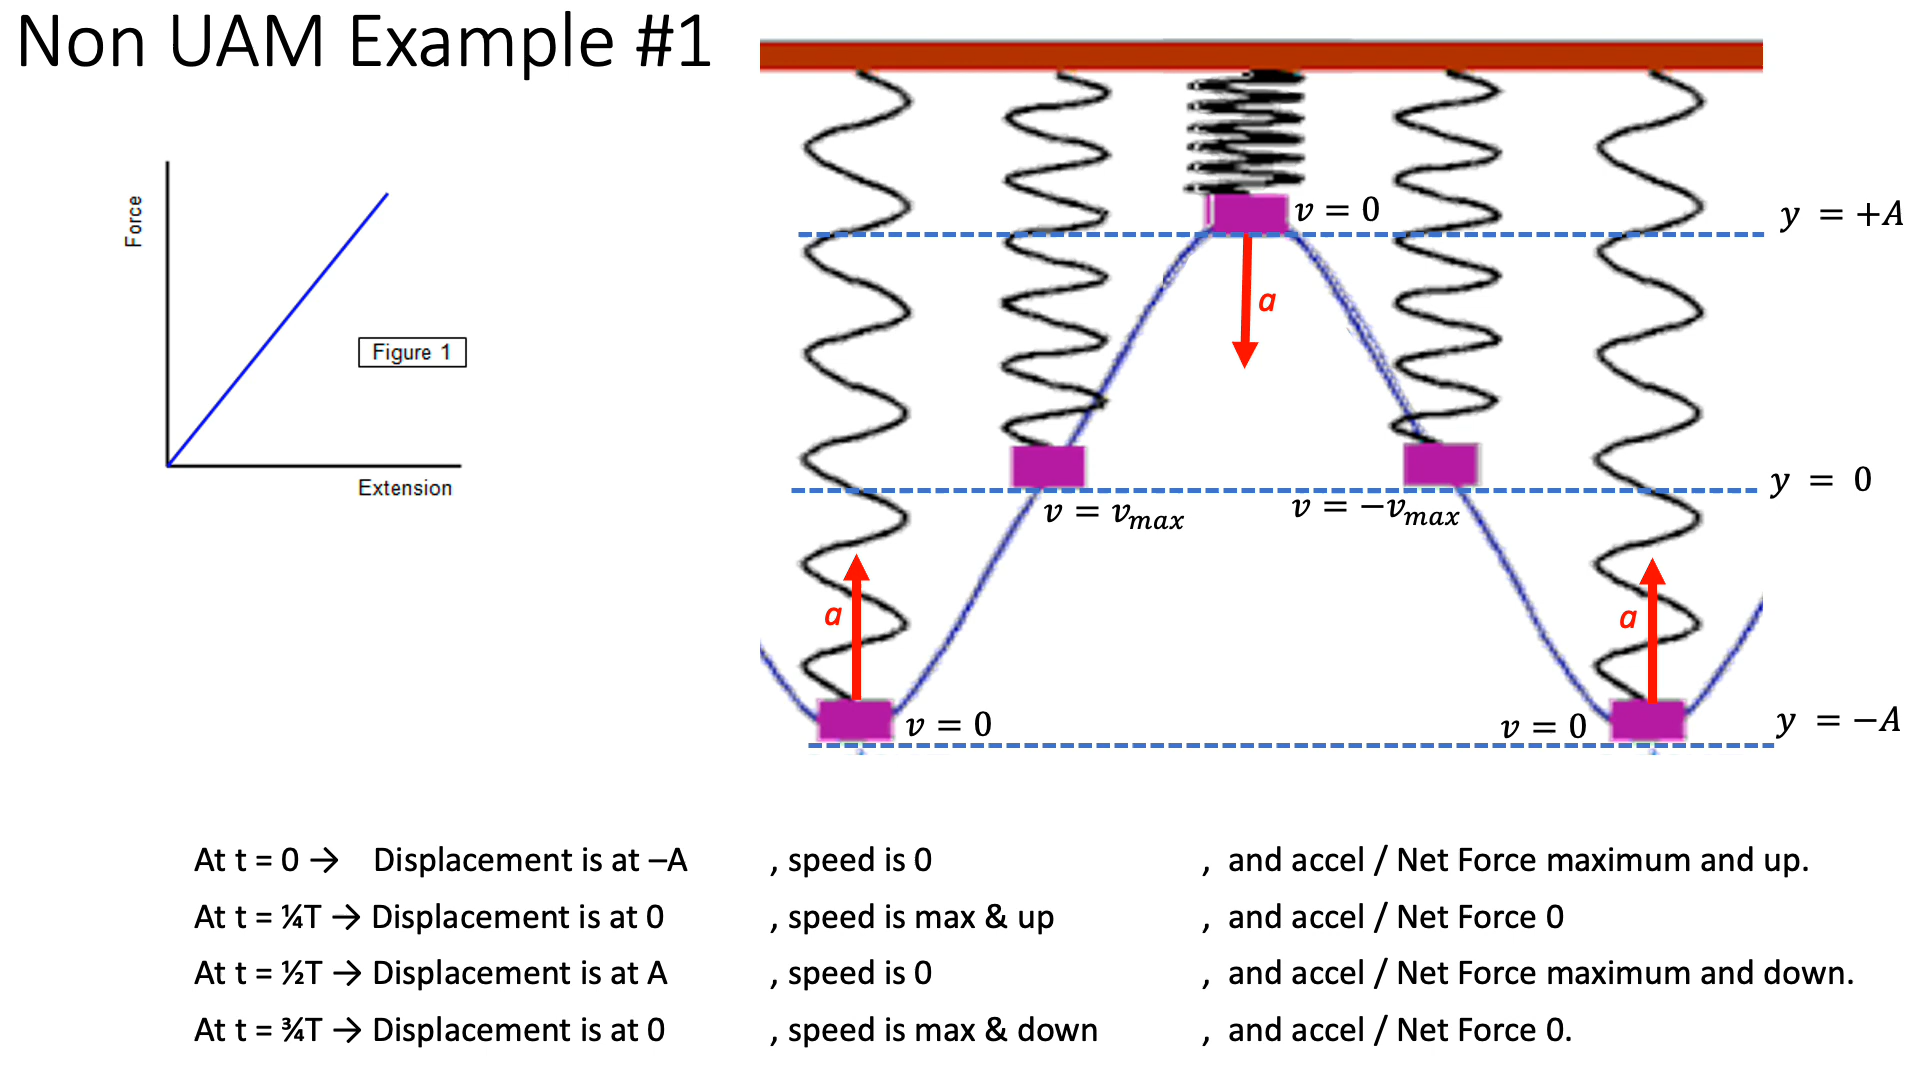 Non UAM Example #1
Force
Figure 1
Extension
v = 0
y = +A
a
y = 0
v = vmax
v = −vmax
a
a
v = 0
v = 0
y = −A
At t = 0 → Displacement is at –A , speed is 0 , and accel / Net Force maximum and up.
At t = ¼T → Displacement is at 0 , speed is max & up , and accel / Net Force 0
At t = ½T → Displacement is at A , speed is 0 , and accel / Net Force maximum and down.
At t = ¾T → Displacement is at 0 , speed is max & down , and accel / Net Force 0.